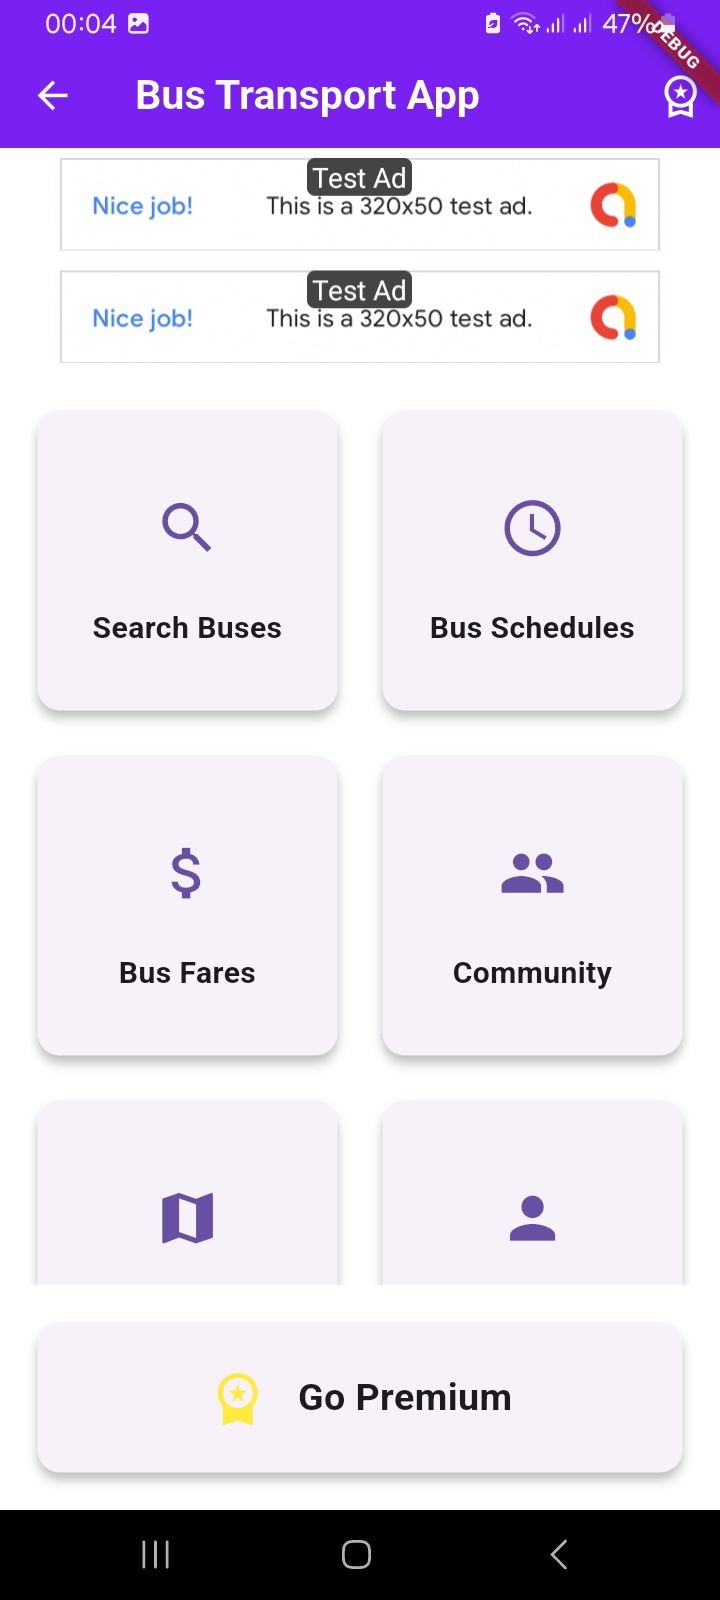 00:04
47%
DEBUG
Bus Transport App
Test Ad
Nice job!
This is a 320x50 test ad.
Test Ad
Nice job!
This is a 320x50 test ad.
Search Buses
Bus Schedules
Bus Fares
Community
Go Premium